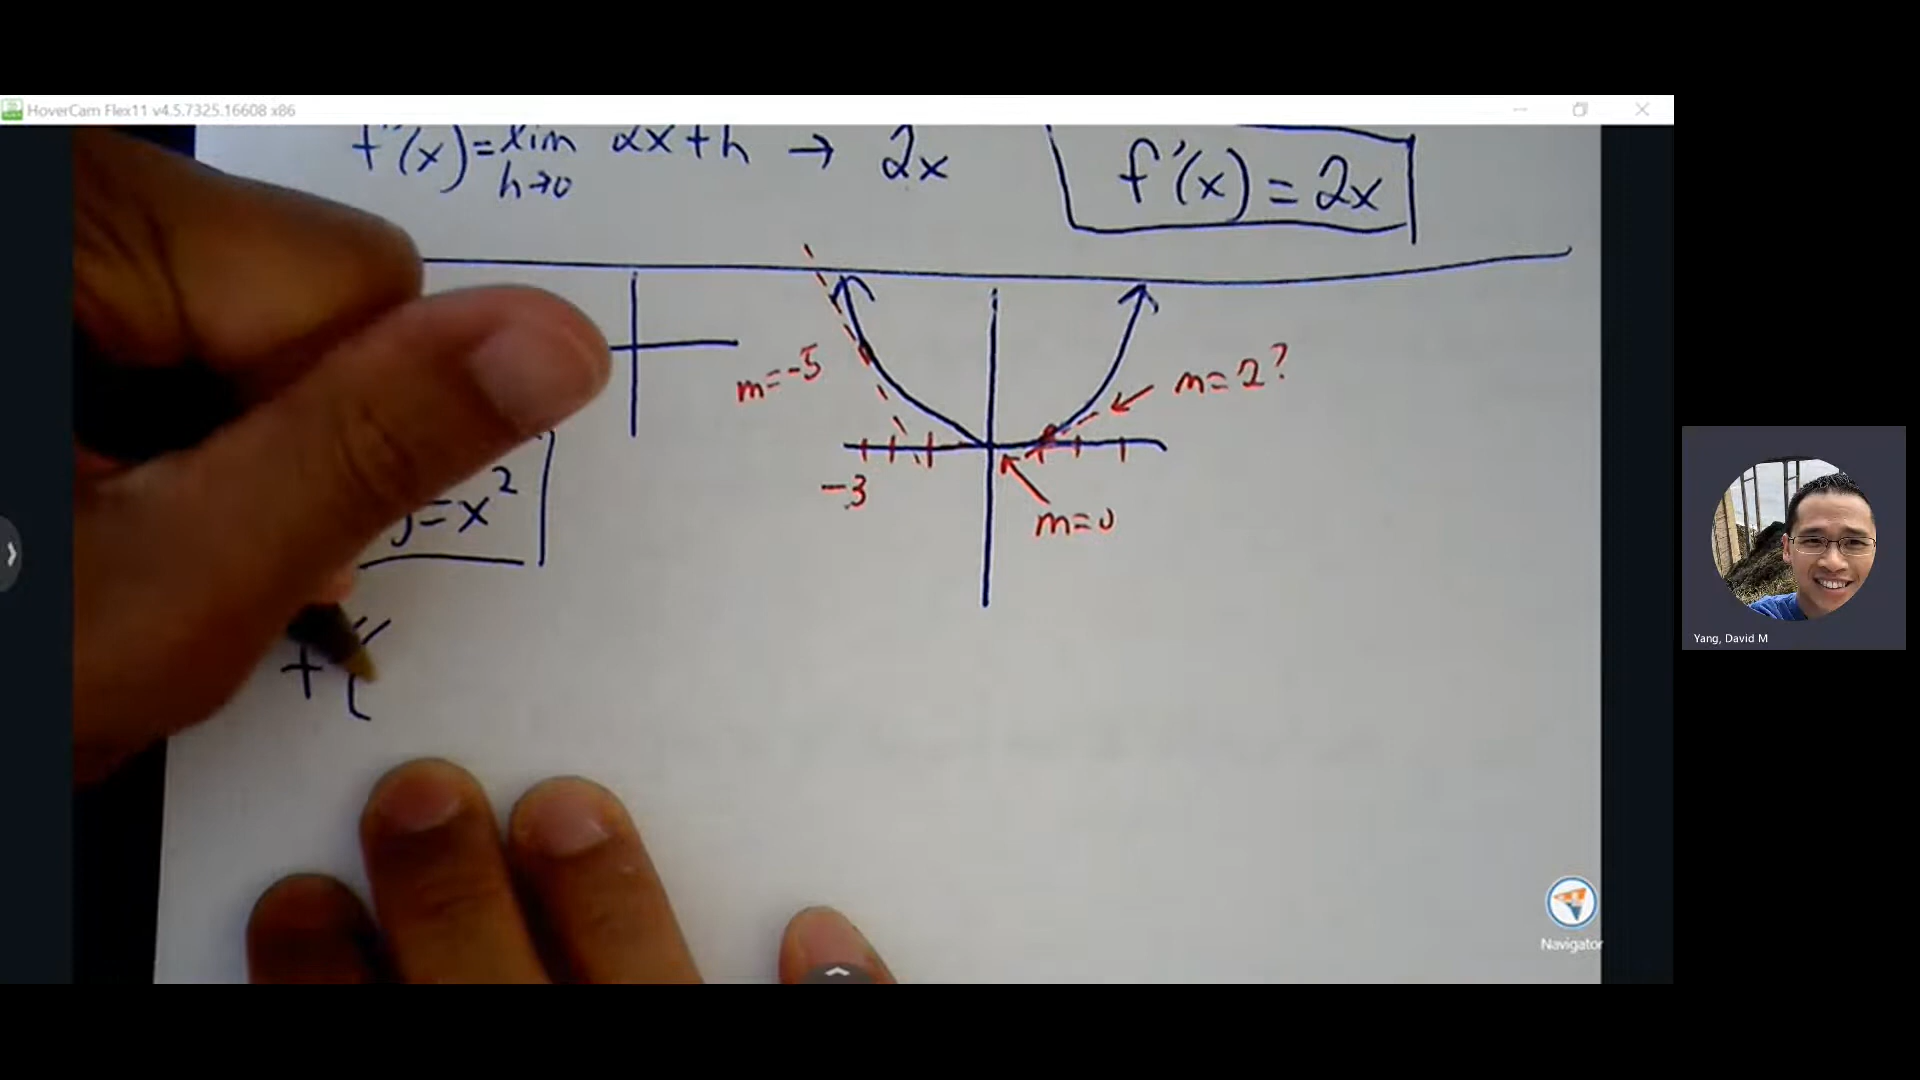 HoverCam Flex11 v4.5.7325.16608 x86
f'(x) = lim h→0 2x + h → 2x
f'(x) = 2x
m = -5
m = 2?
y = x²
-3
m = 0
f'(
Yang, David M
Navigator